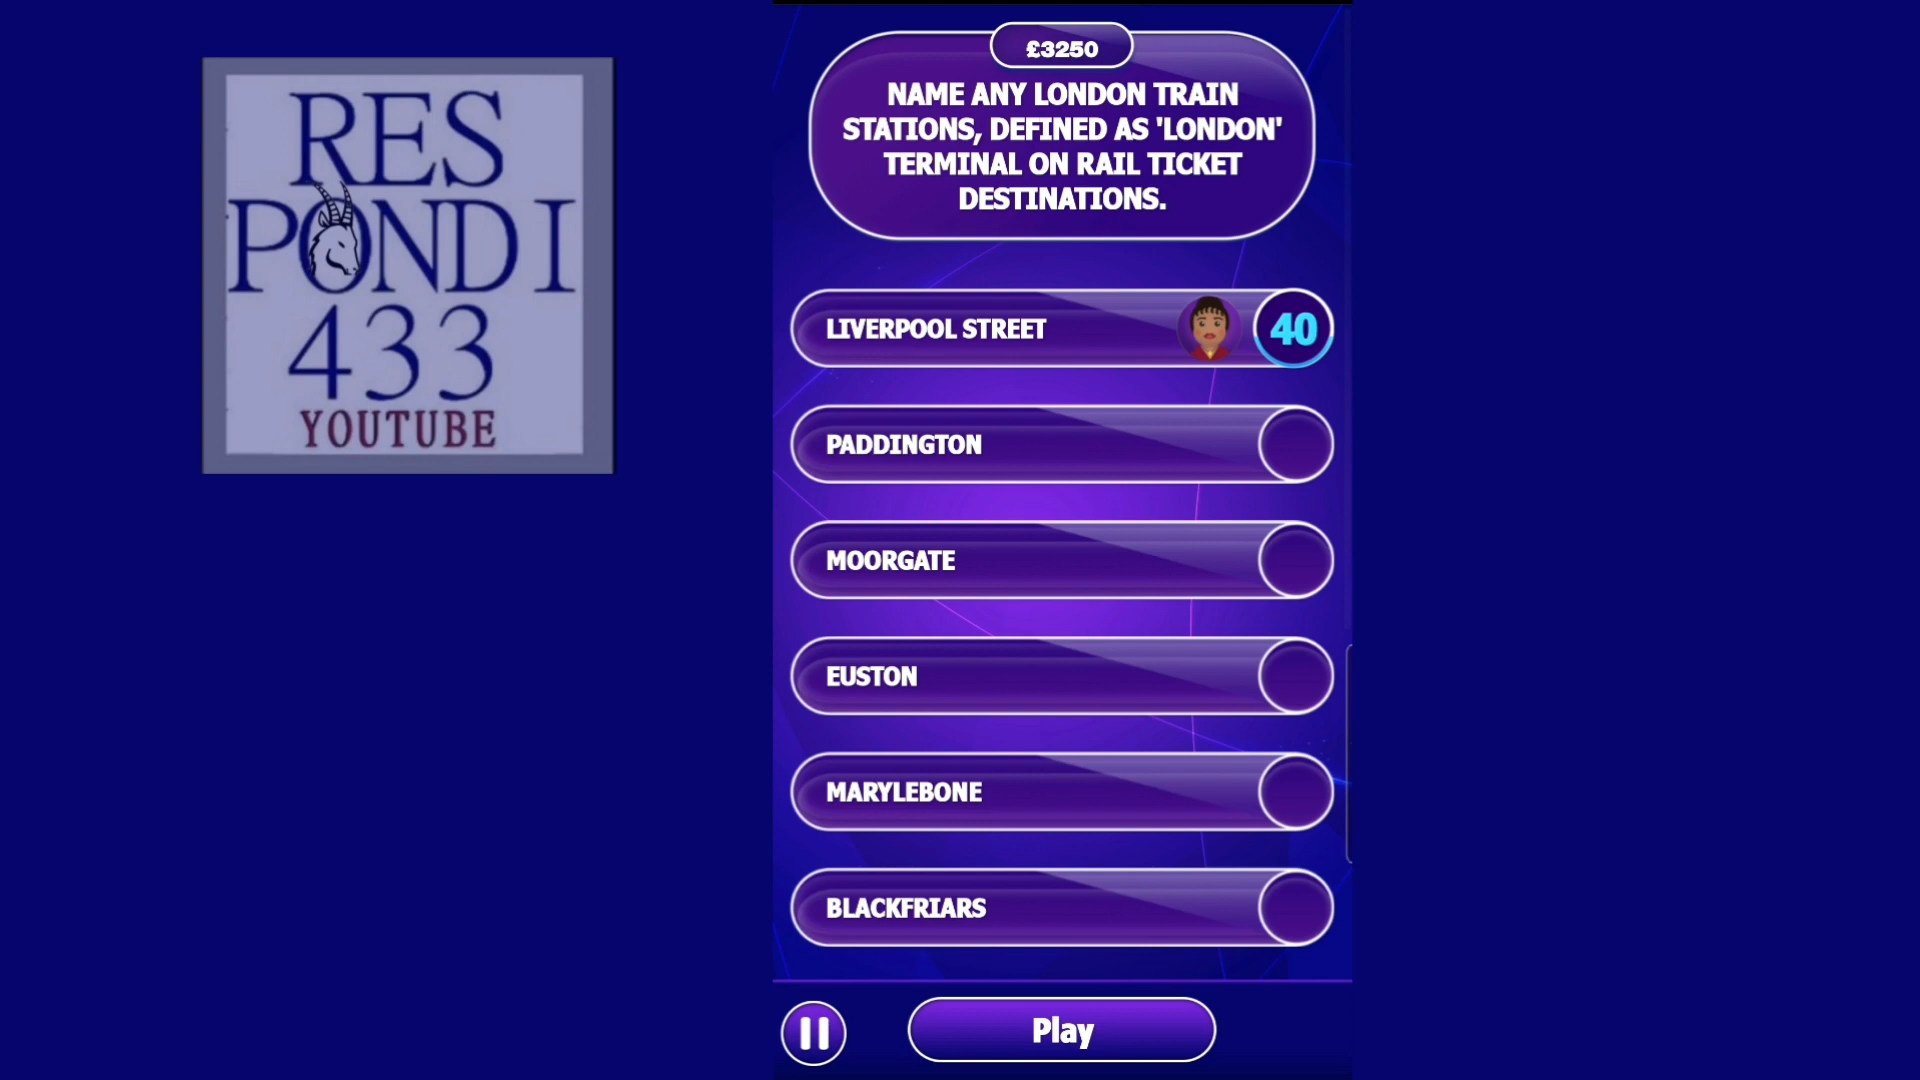 RES
POND I
433
YOUTUBE
£3250
NAME ANY LONDON TRAIN
STATIONS, DEFINED AS 'LONDON'
TERMINAL ON RAIL TICKET
DESTINATIONS.
LIVERPOOL STREET 40
PADDINGTON
MOORGATE
EUSTON
MARYLEBONE
BLACKFRIARS
Play